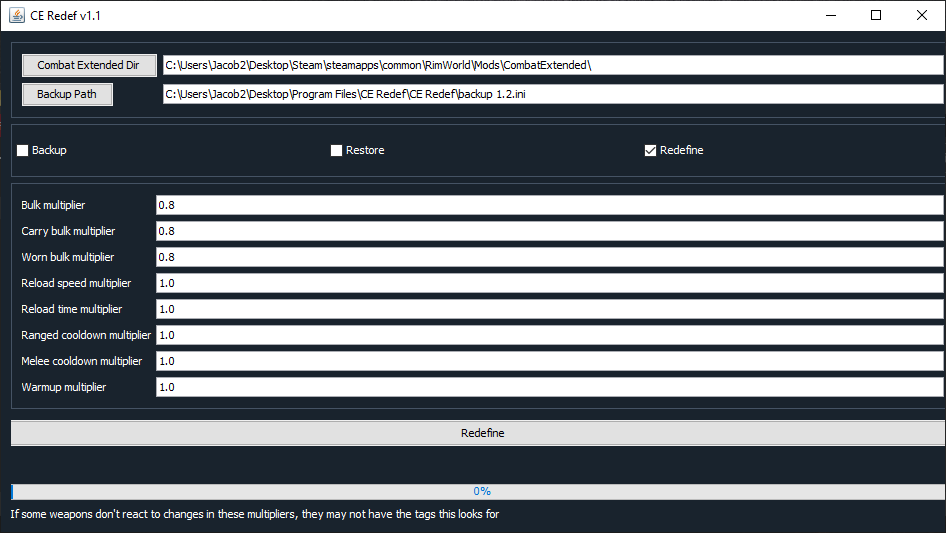 CE Redef v1.1
Combat Extended Dir C:\Users\Jacob2\Desktop\Steam\steamapps\common\RimWorld\Mods\CombatExtended\
Backup Path C:\Users\Jacob2\Desktop\Program Files\CE Redef\CE Redef\backup 1.2.ini
Backup Restore Redefine
Bulk multiplier 0.8
Carry bulk multiplier 0.8
Worn bulk multiplier 0.8
Reload speed multiplier 1.0
Reload time multiplier 1.0
Ranged cooldown multiplier 1.0
Melee cooldown multiplier 1.0
Warmup multiplier 1.0
Redefine
0%
If some weapons don't react to changes in these multipliers, they may not have the tags this looks for